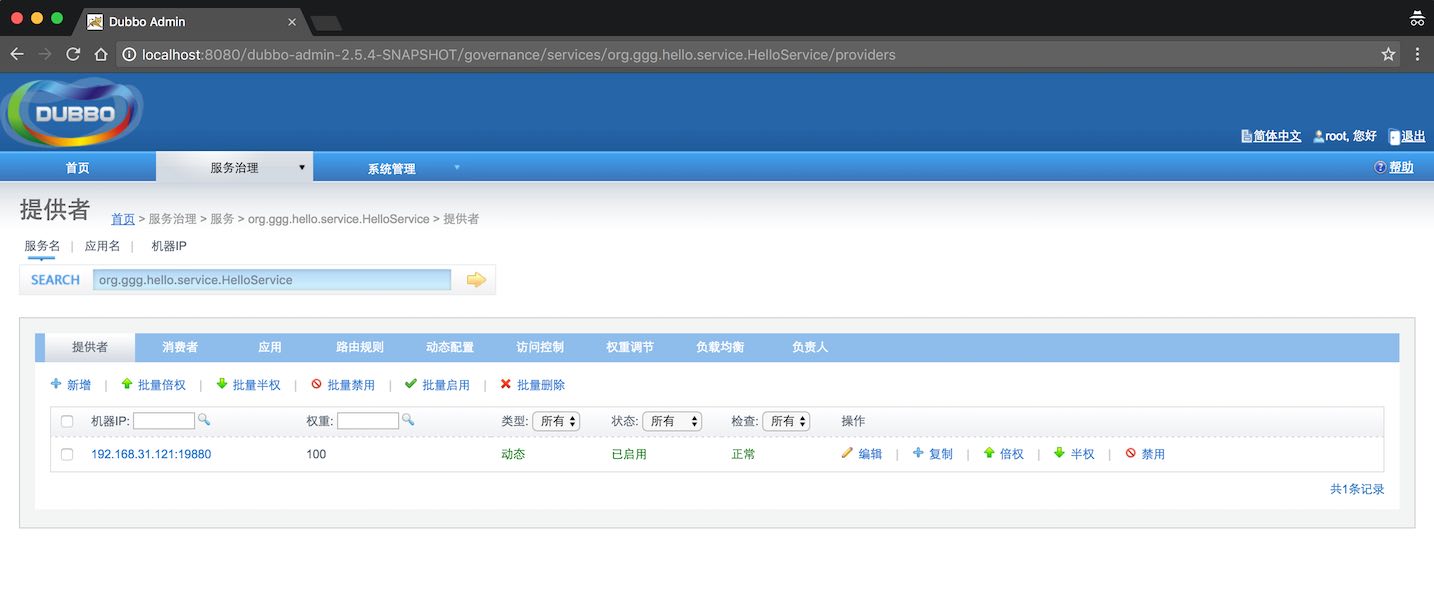 Dubbo Admin
localhost:8080/dubbo-admin-2.5.4-SNAPSHOT/governance/services/org.ggg.hello.service.HelloService/providers
DUBBO
简体中文 root, 您好 退出
首页 服务治理 系统管理 帮助
提供者 首页 > 服务治理 > 服务 > org.ggg.hello.service.HelloService > 提供者
服务名 | 应用名 | 机器IP
SEARCH org.ggg.hello.service.HelloService
提供者 消费者 应用 路由规则 动态配置 访问控制 权重调节 负载均衡 负责人
新增 | 批量倍权 | 批量半权 | 批量禁用 | 批量启用 | 批量删除
机器IP: 权重: 类型: 所有 状态: 所有 检查: 所有 操作
192.168.31.121:19880 100 动态 已启用 正常 编辑 | 复制 | 倍权 | 半权 | 禁用
共1条记录